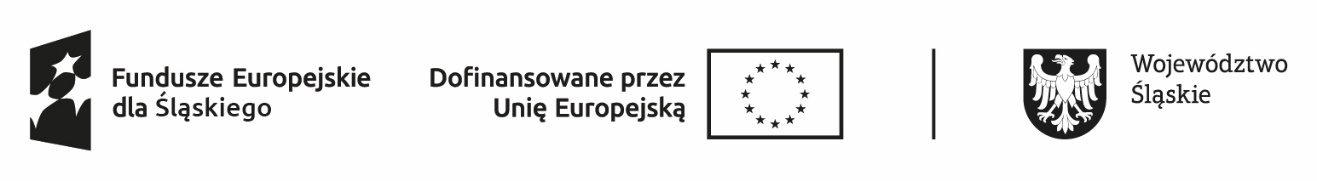 Fundusze Europejskie
dla Śląskiego
Dofinansowane przez
Unię Europejską
Województwo
Śląskie